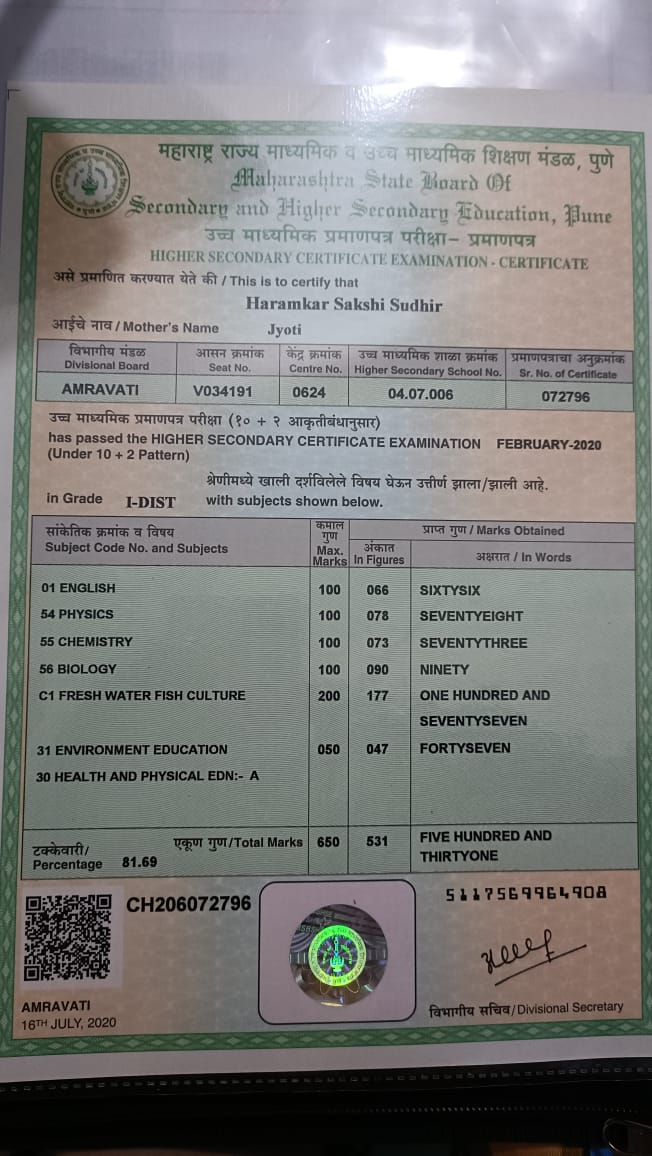 महाराष्ट्र राज्य माध्यमिक व उच्च माध्यमिक शिक्षण मंडळ, पुणे
Maharashtra State Board Of
Secondary and Higher Secondary Education, Pune
उच्च माध्यमिक प्रमाणपत्र परीक्षा– प्रमाणपत्र
HIGHER SECONDARY CERTIFICATE EXAMINATION - CERTIFICATE
असे प्रमाणित करण्यात येते की / This is to certify that
Haramkar Sakshi Sudhir
आईचे नाव / Mother's Name Jyoti
विभागीय मंडळ आसन क्रमांक केंद्र क्रमांक उच्च माध्यमिक शाळा क्रमांक प्रमाणपत्राचा अनुक्रमांक
Divisional Board Seat No. Centre No. Higher Secondary School No. Sr. No. of Certificate
AMRAVATI V034191 0624 04.07.006 072796
उच्च माध्यमिक प्रमाणपत्र परीक्षा (१० + २ आकृतीबंधानुसार)
has passed the HIGHER SECONDARY CERTIFICATE EXAMINATION FEBRUARY-2020
(Under 10 + 2 Pattern)
श्रेणीमध्ये खाली दर्शविलेले विषय घेऊन उत्तीर्ण झाला/झाली आहे.
in Grade I-DIST with subjects shown below.
सांकेतिक क्रमांक व विषय कमाल गुण प्राप्त गुण / Marks Obtained
Subject Code No. and Subjects Max. Marks अंकात In Figures अक्षरात / In Words
01 ENGLISH 100 066 SIXTYSIX
54 PHYSICS 100 078 SEVENTYEIGHT
55 CHEMISTRY 100 073 SEVENTYTHREE
56 BIOLOGY 100 090 NINETY
C1 FRESH WATER FISH CULTURE 200 177 ONE HUNDRED AND
SEVENTYSEVEN
31 ENVIRONMENT EDUCATION 050 047 FORTYSEVEN
30 HEALTH AND PHYSICAL EDN:- A
टक्केवारी/ Percentage 81.69 एकूण गुण/Total Marks 650 531 FIVE HUNDRED AND
THIRTYONE
CH206072796
5117569964908
AMRAVATI
16TH JULY, 2020
विभागीय सचिव/Divisional Secretary